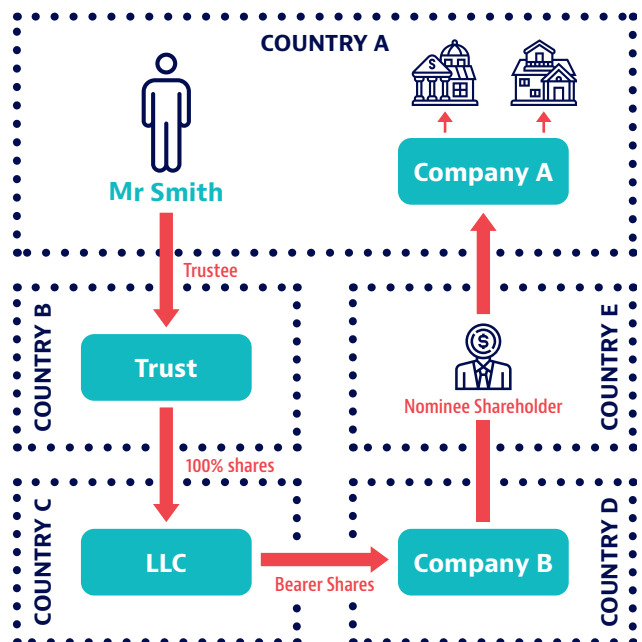 COUNTRY A
$
Mr Smith
Company A
Trustee
COUNTRY B
Trust
COUNTRY E
$
Nominee Shareholder
100% shares
COUNTRY C
LLC
Bearer Shares
Company B
COUNTRY D